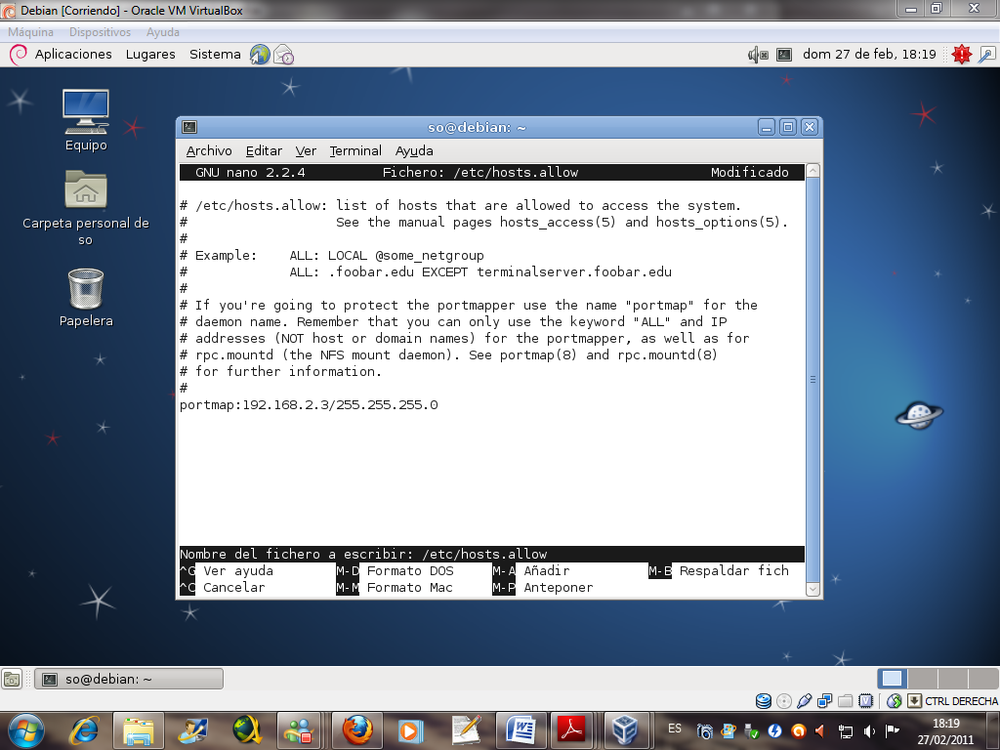 Debian [Corriendo] - Oracle VM VirtualBox
Máquina Dispositivos Ayuda
Aplicaciones Lugares Sistema dom 27 de feb, 18:19
Equipo
Carpeta personal de
so
Papelera
so@debian: ~
Archivo Editar Ver Terminal Ayuda
GNU nano 2.2.4 Fichero: /etc/hosts.allow Modificado
# /etc/hosts.allow: list of hosts that are allowed to access the system.
# See the manual pages hosts_access(5) and hosts_options(5).
#
# Example: ALL: LOCAL @some_netgroup
# ALL: .foobar.edu EXCEPT terminalserver.foobar.edu
#
# If you're going to protect the portmapper use the name "portmap" for the
# daemon name. Remember that you can only use the keyword "ALL" and IP
# addresses (NOT host or domain names) for the portmapper, as well as for
# rpc.mountd (the NFS mount daemon). See portmap(8) and rpc.mountd(8)
# for further information.
#
portmap:192.168.2.3/255.255.255.0
Nombre del fichero a escribir: /etc/hosts.allow
^G Ver ayuda M-D Formato DOS M-A Añadir M-B Respaldar fich
^C Cancelar M-M Formato Mac M-P Anteponer
so@debian: ~
CTRL DERECHA
ES
18:19
27/02/2011